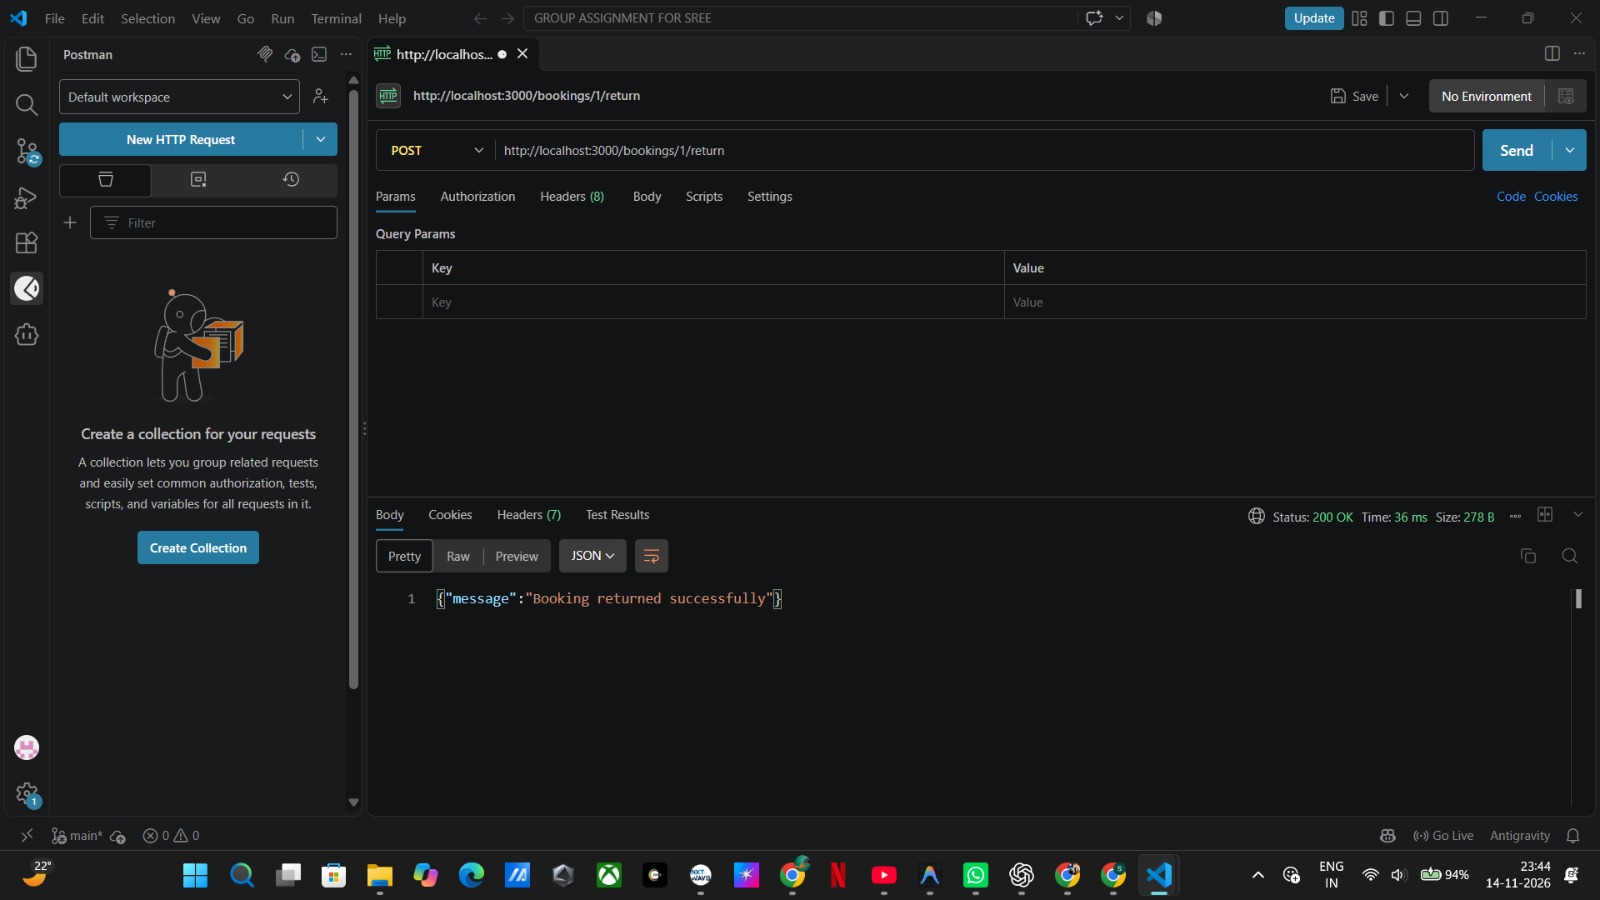 File Edit Selection View Go Run Terminal Help
GROUP ASSIGNMENT FOR SREE
Update
Postman
http://localhos...
Default workspace
http://localhost:3000/bookings/1/return
Save
No Environment
New HTTP Request
POST
http://localhost:3000/bookings/1/return
Send
Params Authorization Headers (8) Body Scripts Settings
Code Cookies
Filter
Query Params
Key Value
Key Value
Create a collection for your requests
A collection lets you group related requests
and easily set common authorization, tests,
scripts, and variables for all requests in it.
Create Collection
Body Cookies Headers (7) Test Results
Status: 200 OK Time: 36 ms Size: 278 B
Pretty Raw Preview JSON
1 {"message":"Booking returned successfully"}
1
main* 0 0
Go Live Antigravity
22°
ENG
IN
94%
23:44
14-11-2026